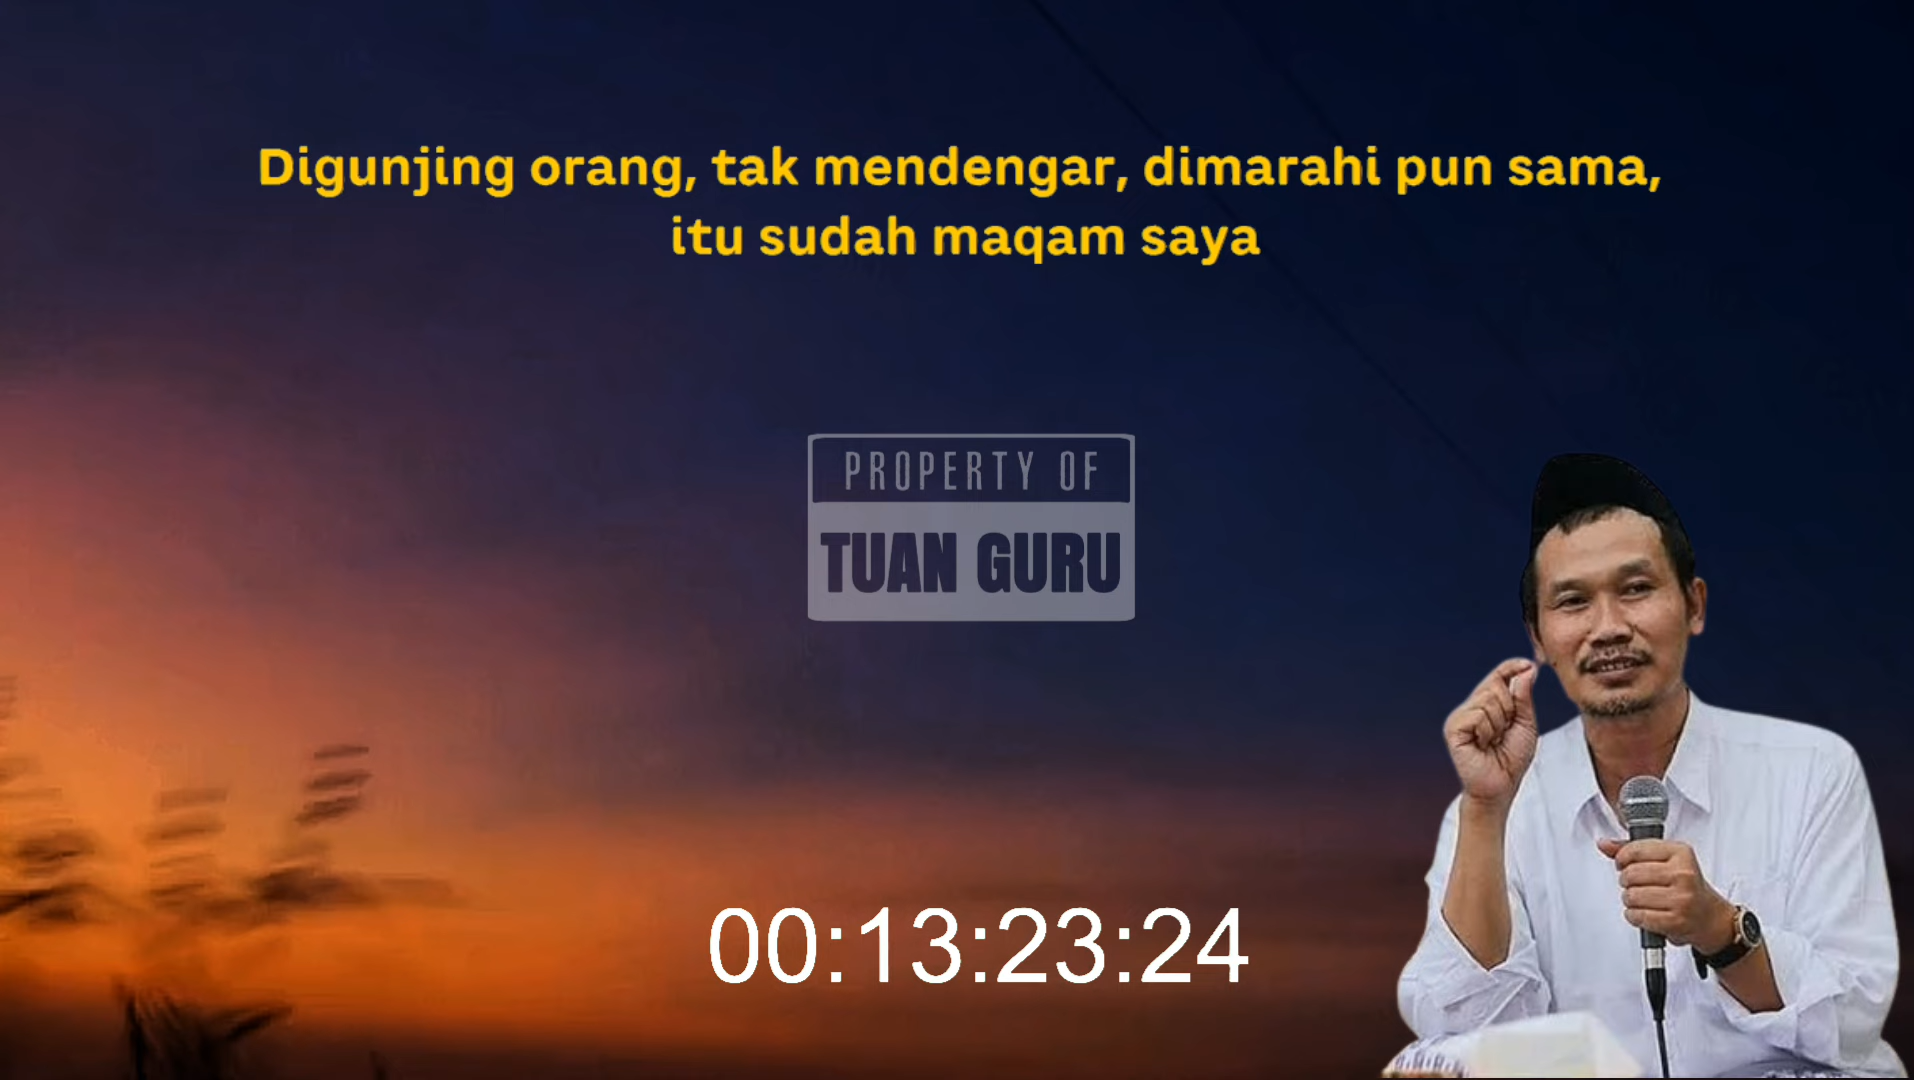 Digunjing orang, tak mendengar, dimarahi pun sama,
itu sudah maqam saya
PROPERTY OF
TUAN GURU
00:13:23:24